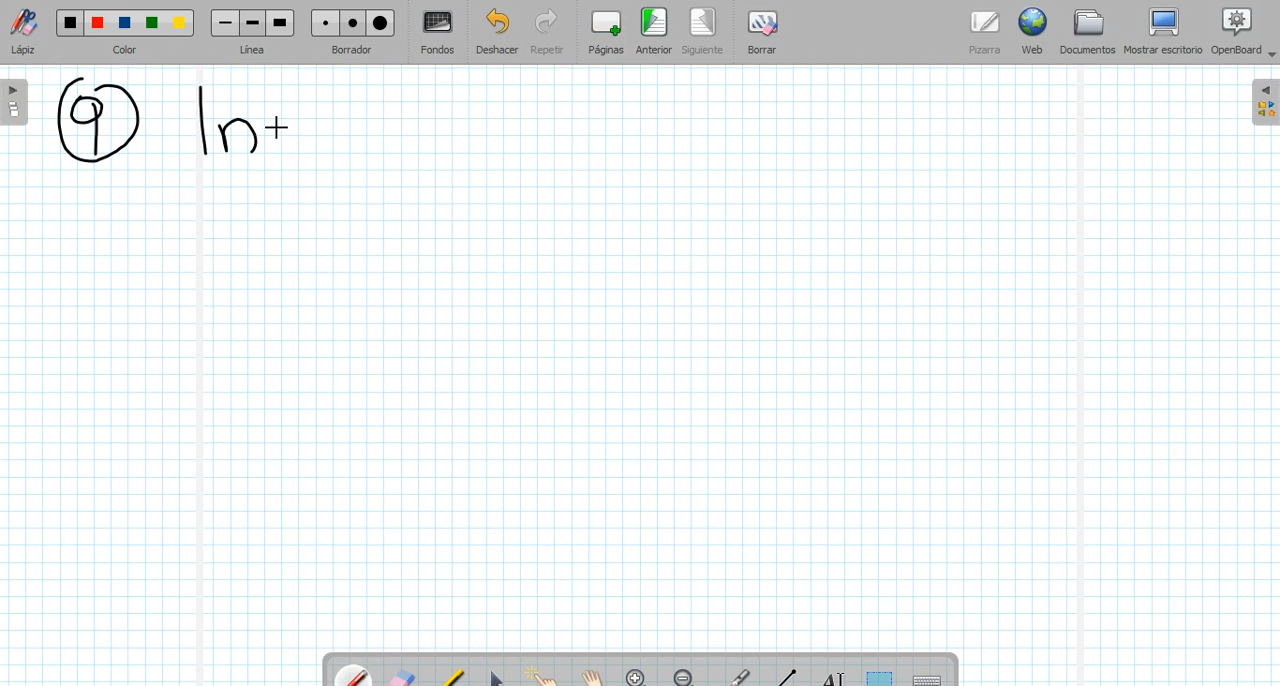 Lápiz Color Línea Borrador Fondos Deshacer Repetir Páginas Anterior Siguiente Borrar Pizarra Web Documentos Mostrar escritorio OpenBoard
9 ln